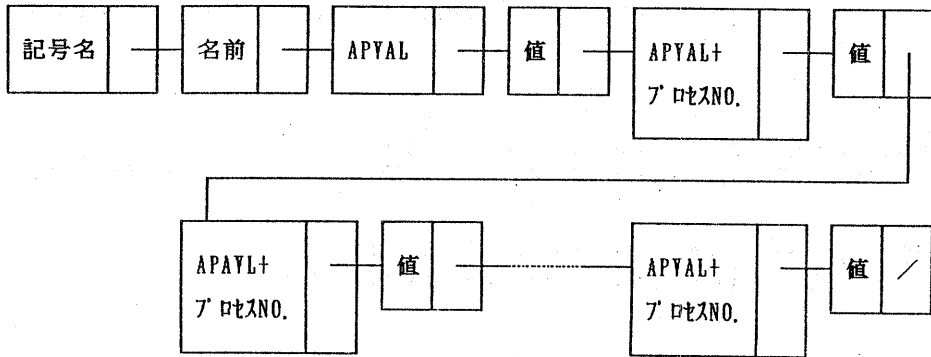 記号名
名前
APVAL
値
APVAL+
プロセスNO.
値
APAVL+
プロセスNO.
値
APVAL+
プロセスNO.
値